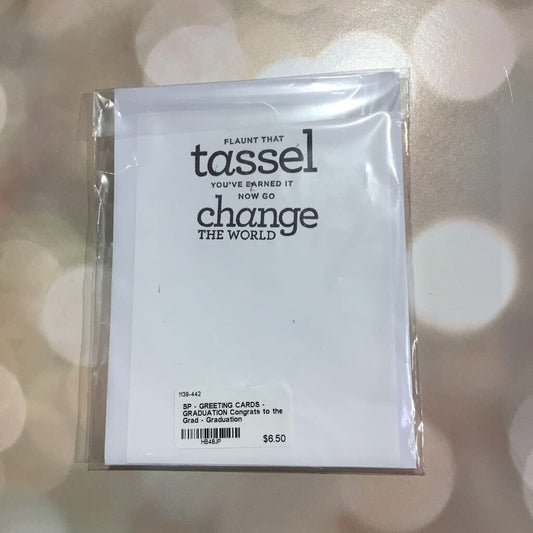 FLAUNT THAT
tassel
YOU'VE EARNED IT
NOW GO
change
THE WORLD
1139-442
SP - GREETING CARDS -
GRADUATION Congrats to the
Grad - Graduation
HB48JP
$6.50